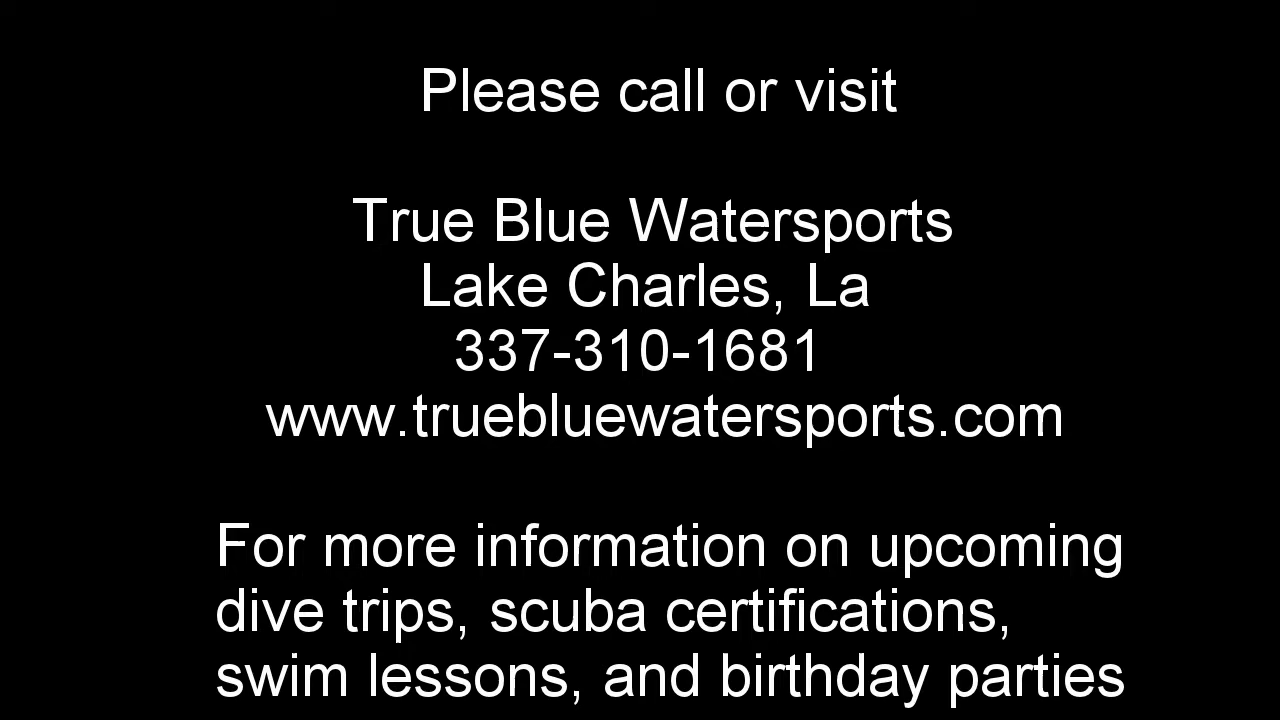 Please call or visit
True Blue Watersports
Lake Charles, La
337-310-1681
www.truebluewatersports.com
For more information on upcoming
dive trips, scuba certifications,
swim lessons, and birthday parties